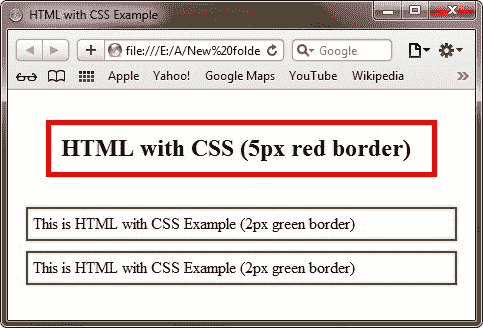 HTML with CSS Example
file:///E:/A/New%20folde
Google
Apple Yahoo! Google Maps YouTube Wikipedia
HTML with CSS (5px red border)
This is HTML with CSS Example (2px green border)
This is HTML with CSS Example (2px green border)